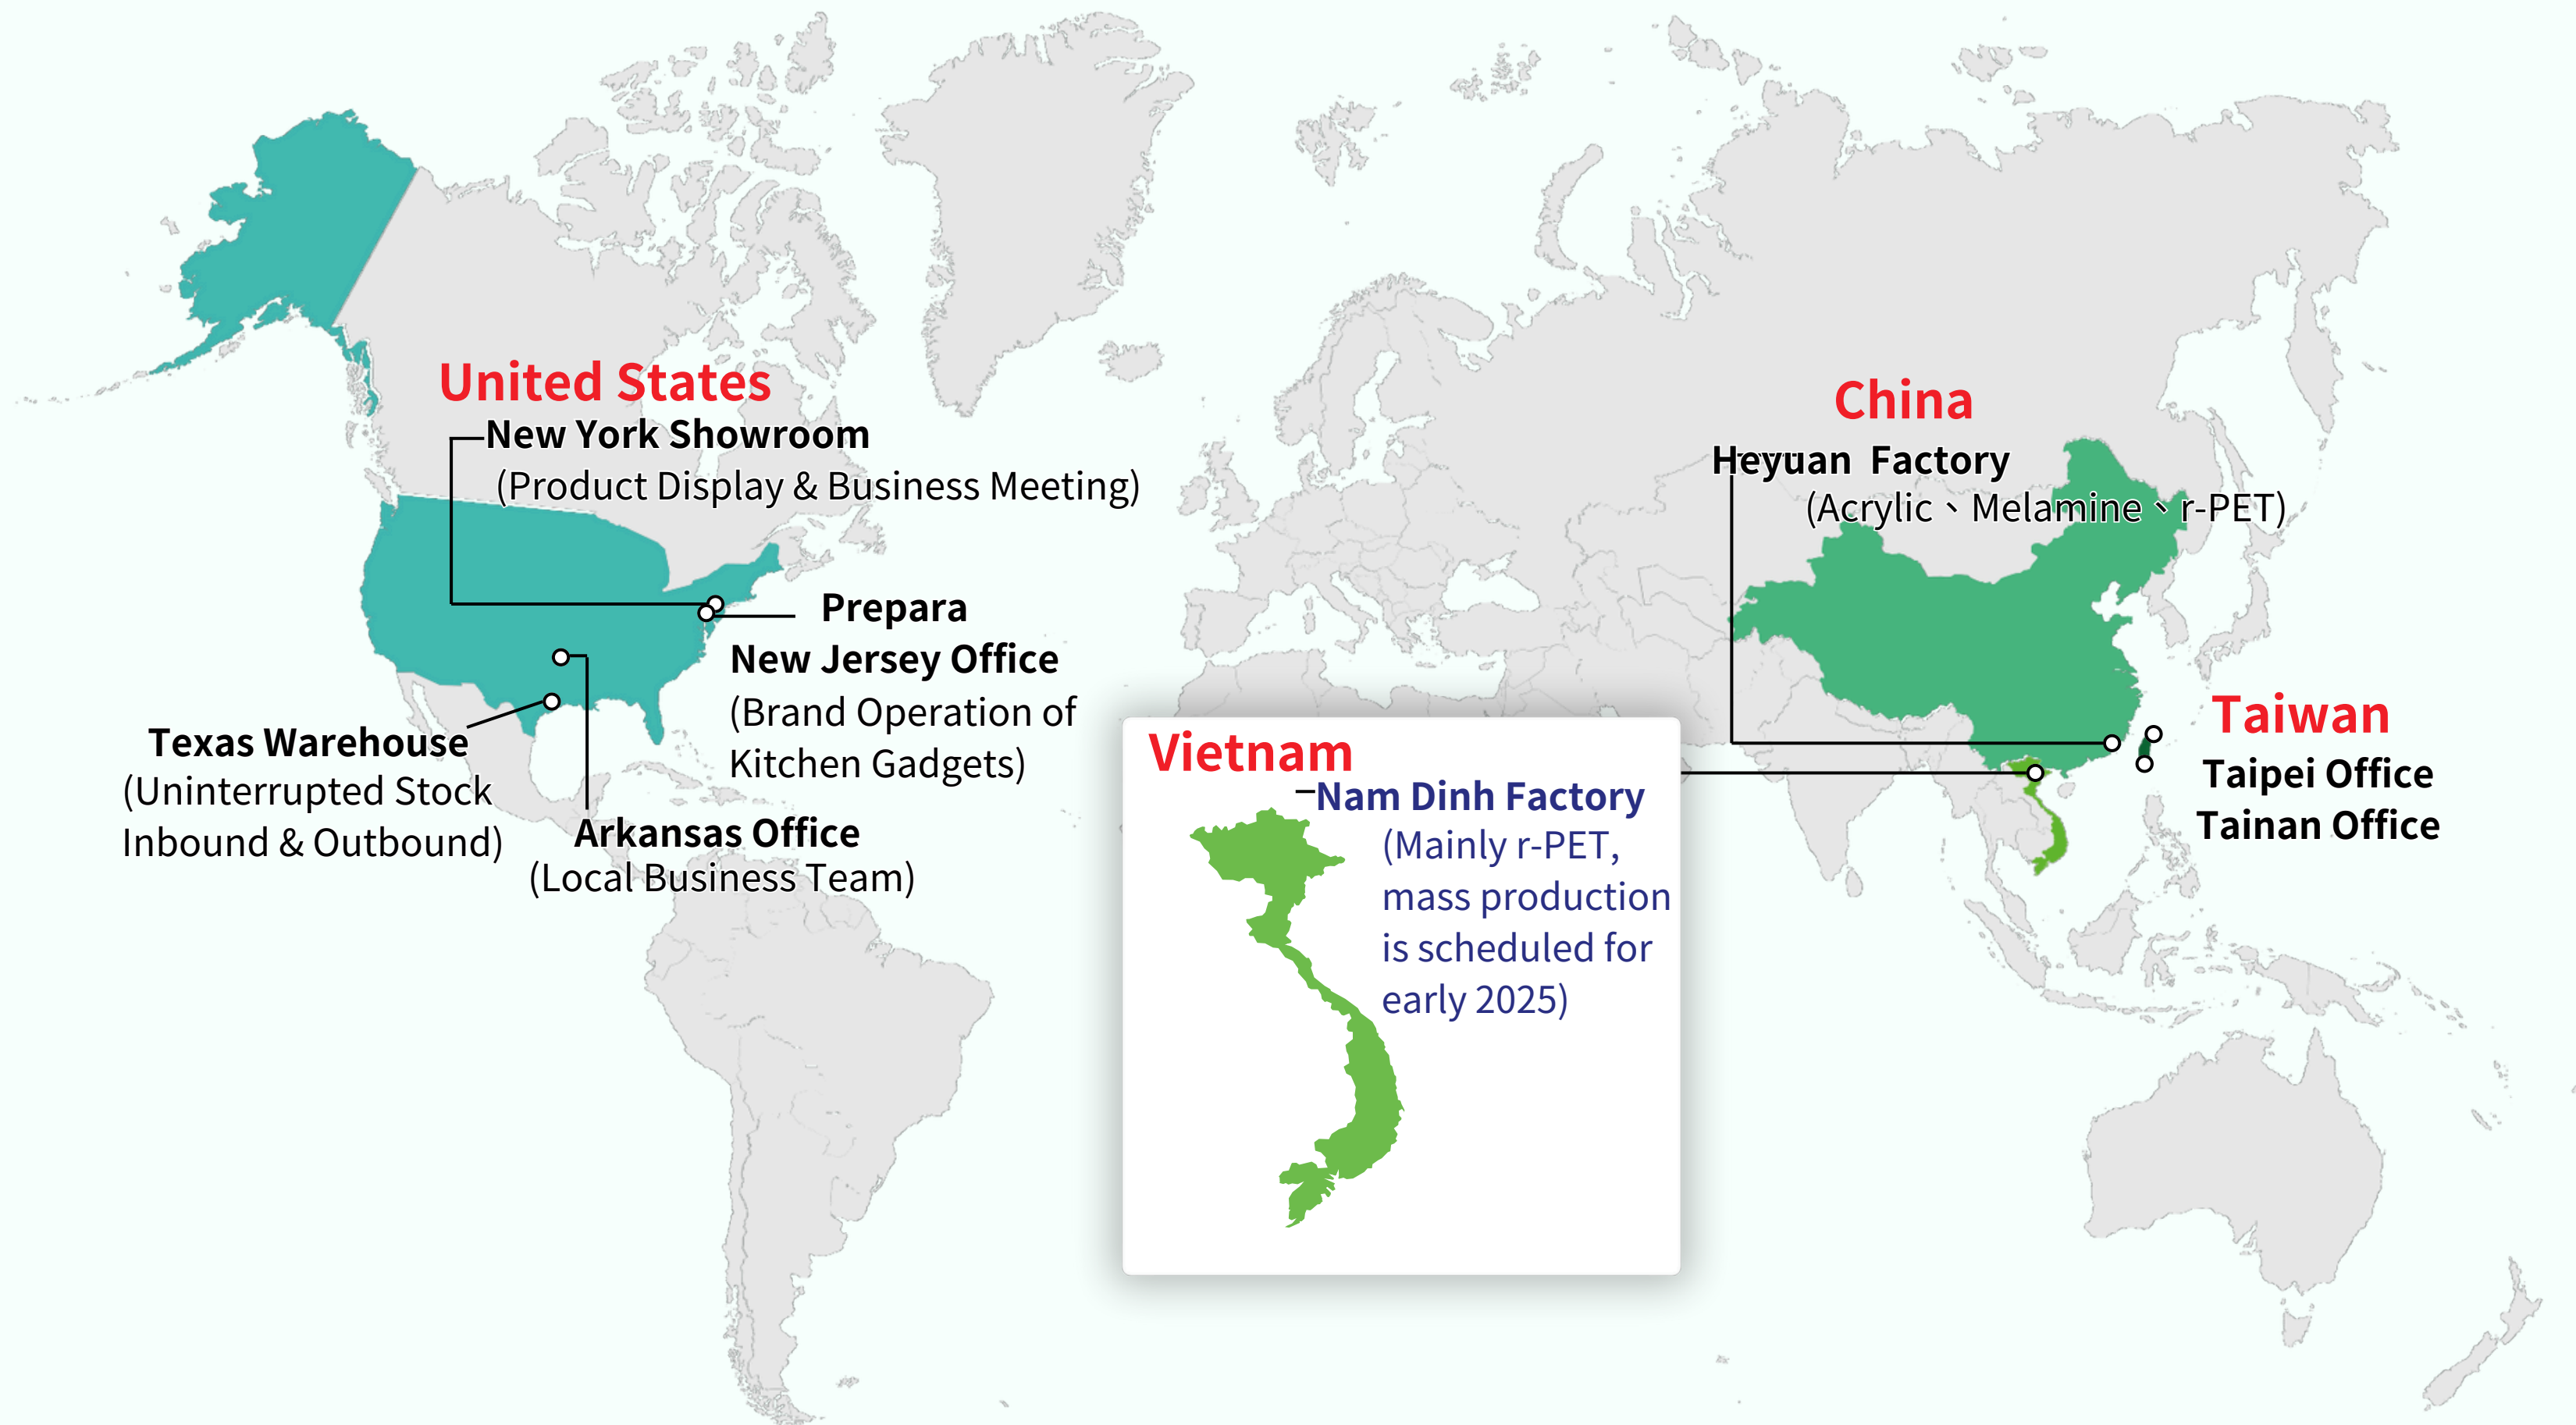 United States
New York Showroom
(Product Display & Business Meeting)
Prepara
New Jersey Office
(Brand Operation of
Kitchen Gadgets)
Texas Warehouse
(Uninterrupted Stock
Inbound & Outbound)
Arkansas Office
(Local Business Team)
Vietnam
Nam Dinh Factory
(Mainly r-PET,
mass production
is scheduled for
early 2025)
China
Heyuan Factory
(Acrylic、Melamine、r-PET)
Taiwan
Taipei Office
Tainan Office